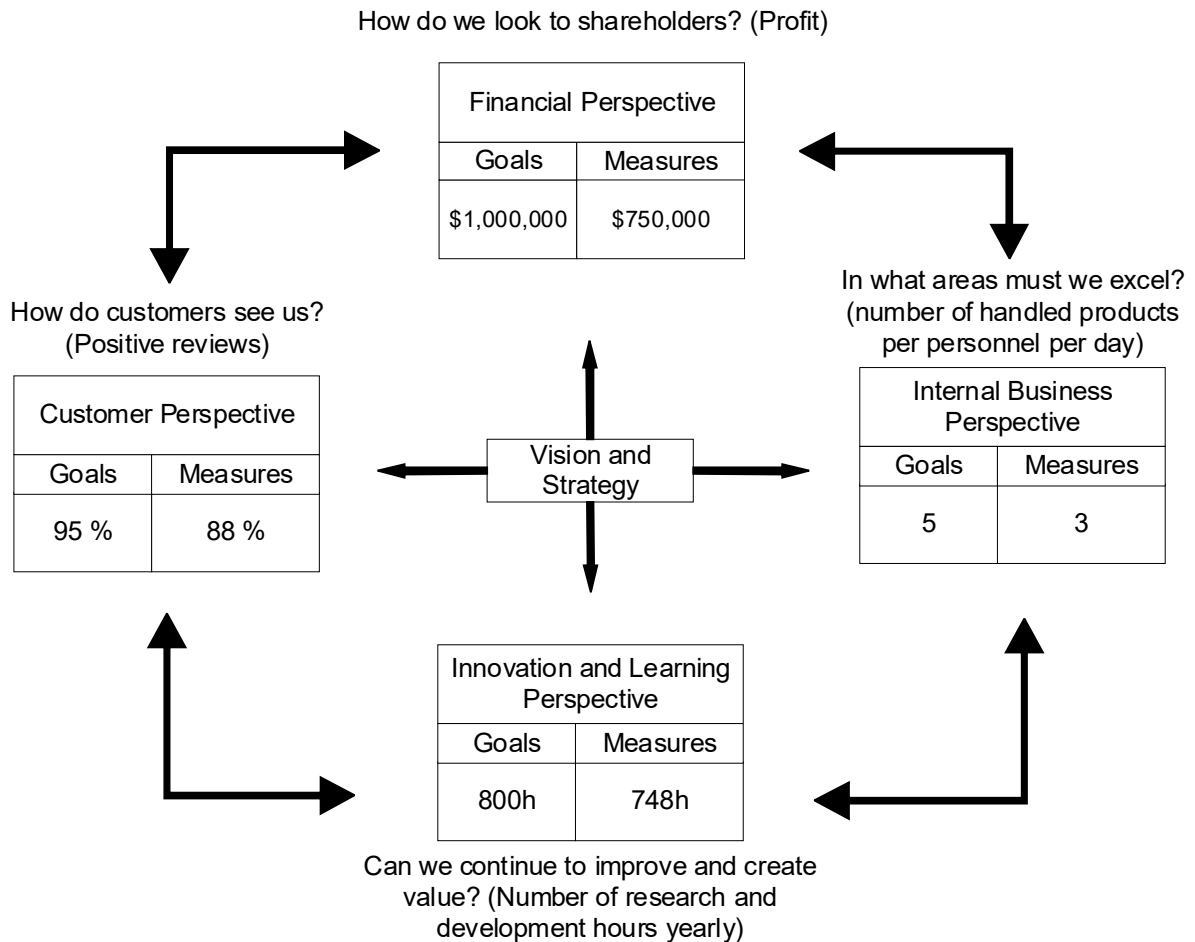 How do we look to shareholders? (Profit)
Financial Perspective
Goals
Measures
$1,000,000
$750,000
How do customers see us?
(Positive reviews)
Customer Perspective
Goals
Measures
95 %
88 %
Vision and
Strategy
In what areas must we excel?
(number of handled products
per personnel per day)
Internal Business
Perspective
Goals
Measures
5
3
Innovation and Learning
Perspective
Goals
Measures
800h
748h
Can we continue to improve and create
value? (Number of research and
development hours yearly)